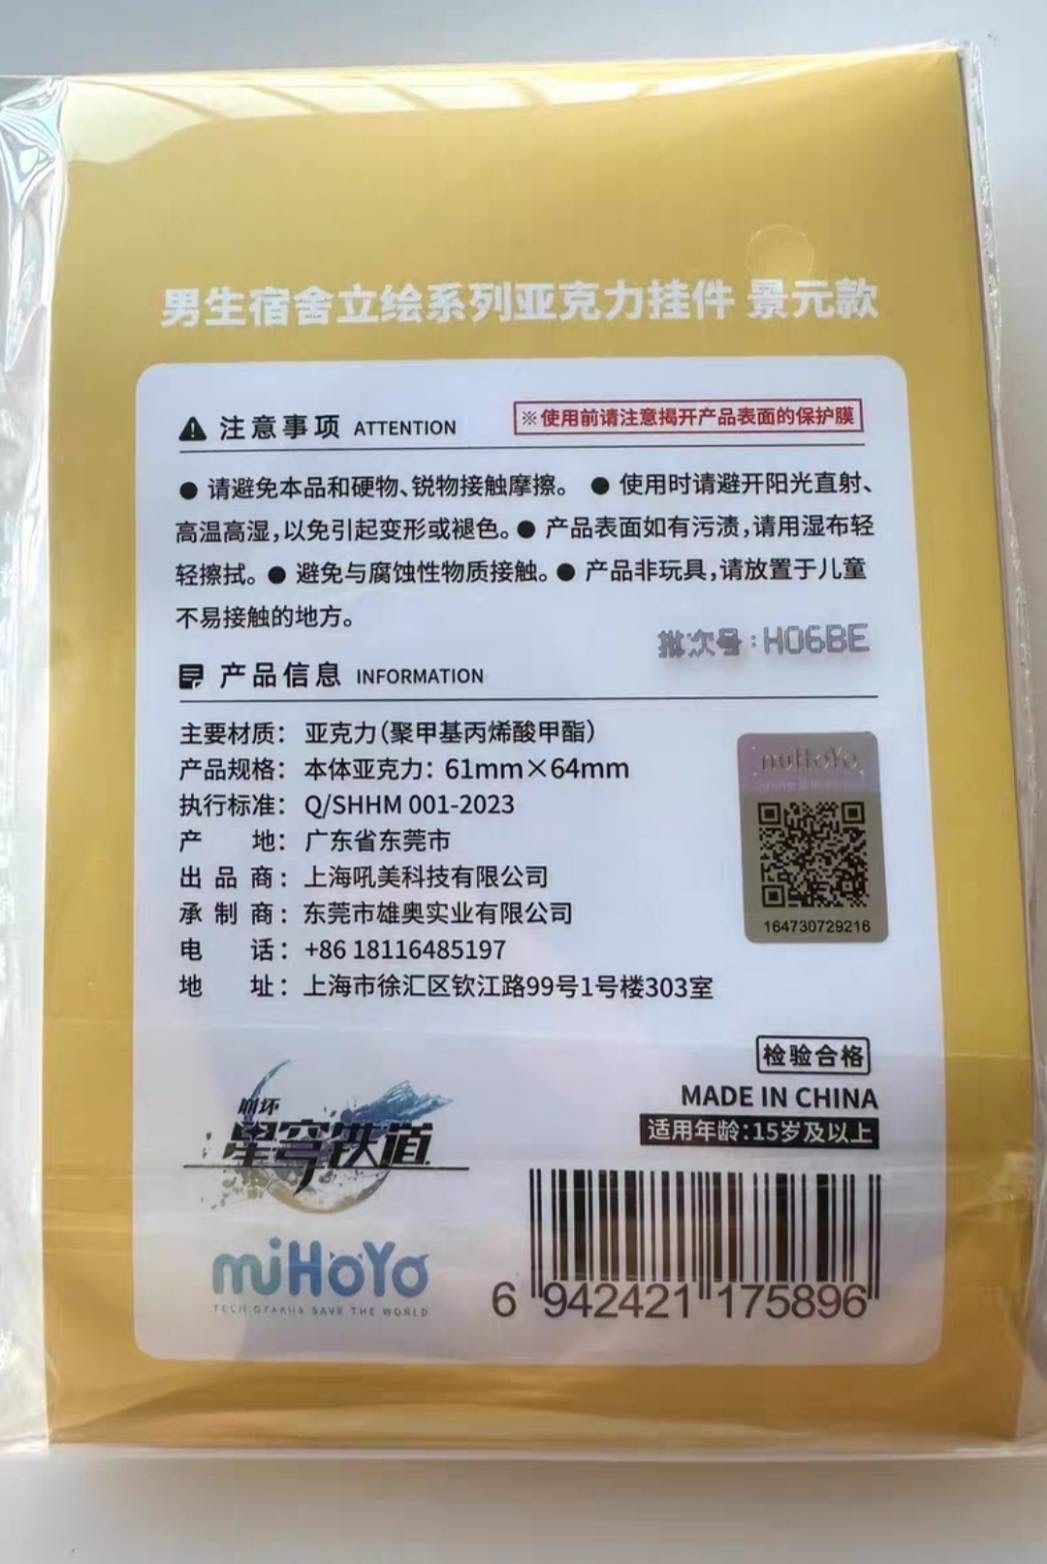 男生宿舍立绘系列亚克力挂件 景元款
注意事项 ATTENTION
※使用前请注意揭开产品表面的保护膜
● 请避免本品和硬物、锐物接触摩擦。 ● 使用时请避开阳光直射、
高温高湿,以免引起变形或褪色。● 产品表面如有污渍,请用湿布轻
轻擦拭。● 避免与腐蚀性物质接触。● 产品非玩具,请放置于儿童
不易接触的地方。
批次号:H06BE
产品信息 INFORMATION
主要材质: 亚克力(聚甲基丙烯酸甲酯)
产品规格: 本体亚克力: 61mm×64mm
执行标准: Q/SHHM 001-2023
产 地: 广东省东莞市
出品商: 上海吼美科技有限公司
承制商: 东莞市雄奥实业有限公司
电 话: +86 18116485197
地 址: 上海市徐汇区钦江路99号1号楼303室
miHoYo
164730729216
检验合格
MADE IN CHINA
适用年龄:15岁及以上
崩坏
星穹铁道
miHoYo
TECH OTAKUS SAVE THE WORLD
6 942421 175896